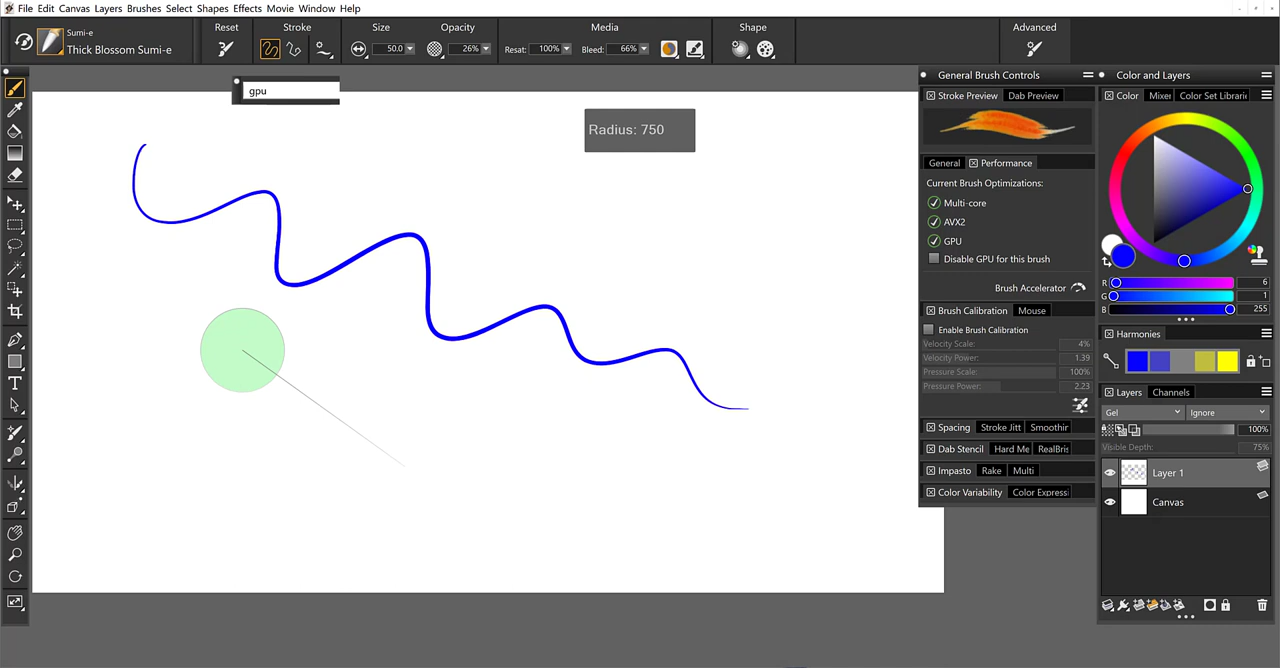 File Edit Canvas Layers Brushes Select Shapes Effects Movie Window Help
Sumi-e
Thick Blossom Sumi-e
Reset
Stroke
Size
50.0
Opacity
26%
Media
Resat: 100%
Bleed: 66%
Shape
Advanced
gpu
Radius: 750
General Brush Controls
Stroke Preview
Dab Preview
General
Performance
Current Brush Optimizations:
Multi-core
AVX2
GPU
Disable GPU for this brush
Brush Accelerator
Brush Calibration
Mouse
Enable Brush Calibration
Velocity Scale: 4%
Velocity Power: 1.39
Pressure Scale: 100%
Pressure Power: 2.23
Spacing
Stroke Jitt
Smoothin
Dab Stencil
Hard Me
RealBris
Impasto
Rake
Multi
Color Variability
Color Expressi
Color and Layers
Color
Mixer
Color Set Librari
R 6
G 1
B 255
Harmonies
Layers
Channels
Gel
Ignore
100%
Visible Depth: 75%
Layer 1
Canvas
T